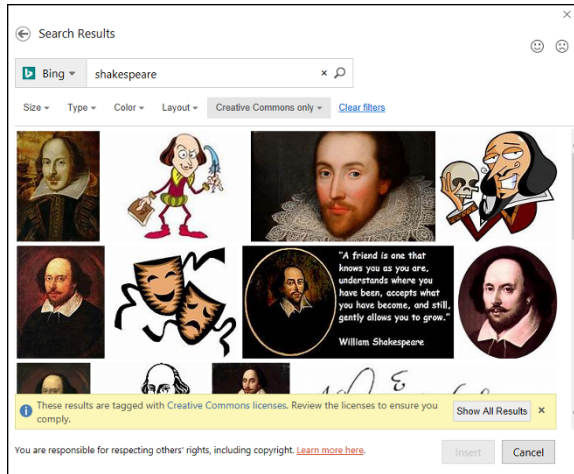 Search Results
Bing
shakespeare
Size
Type
Color
Layout
Creative Commons only
Clear filters
"A friend is one that
knows you as you are,
understands where you
have been, accepts what
you have become, and still,
gently allows you to grow."
William Shakespeare
These results are tagged with Creative Commons licenses. Review the licenses to ensure you
comply.
Show All Results
You are responsible for respecting others' rights, including copyright. Learn more here.
Insert
Cancel